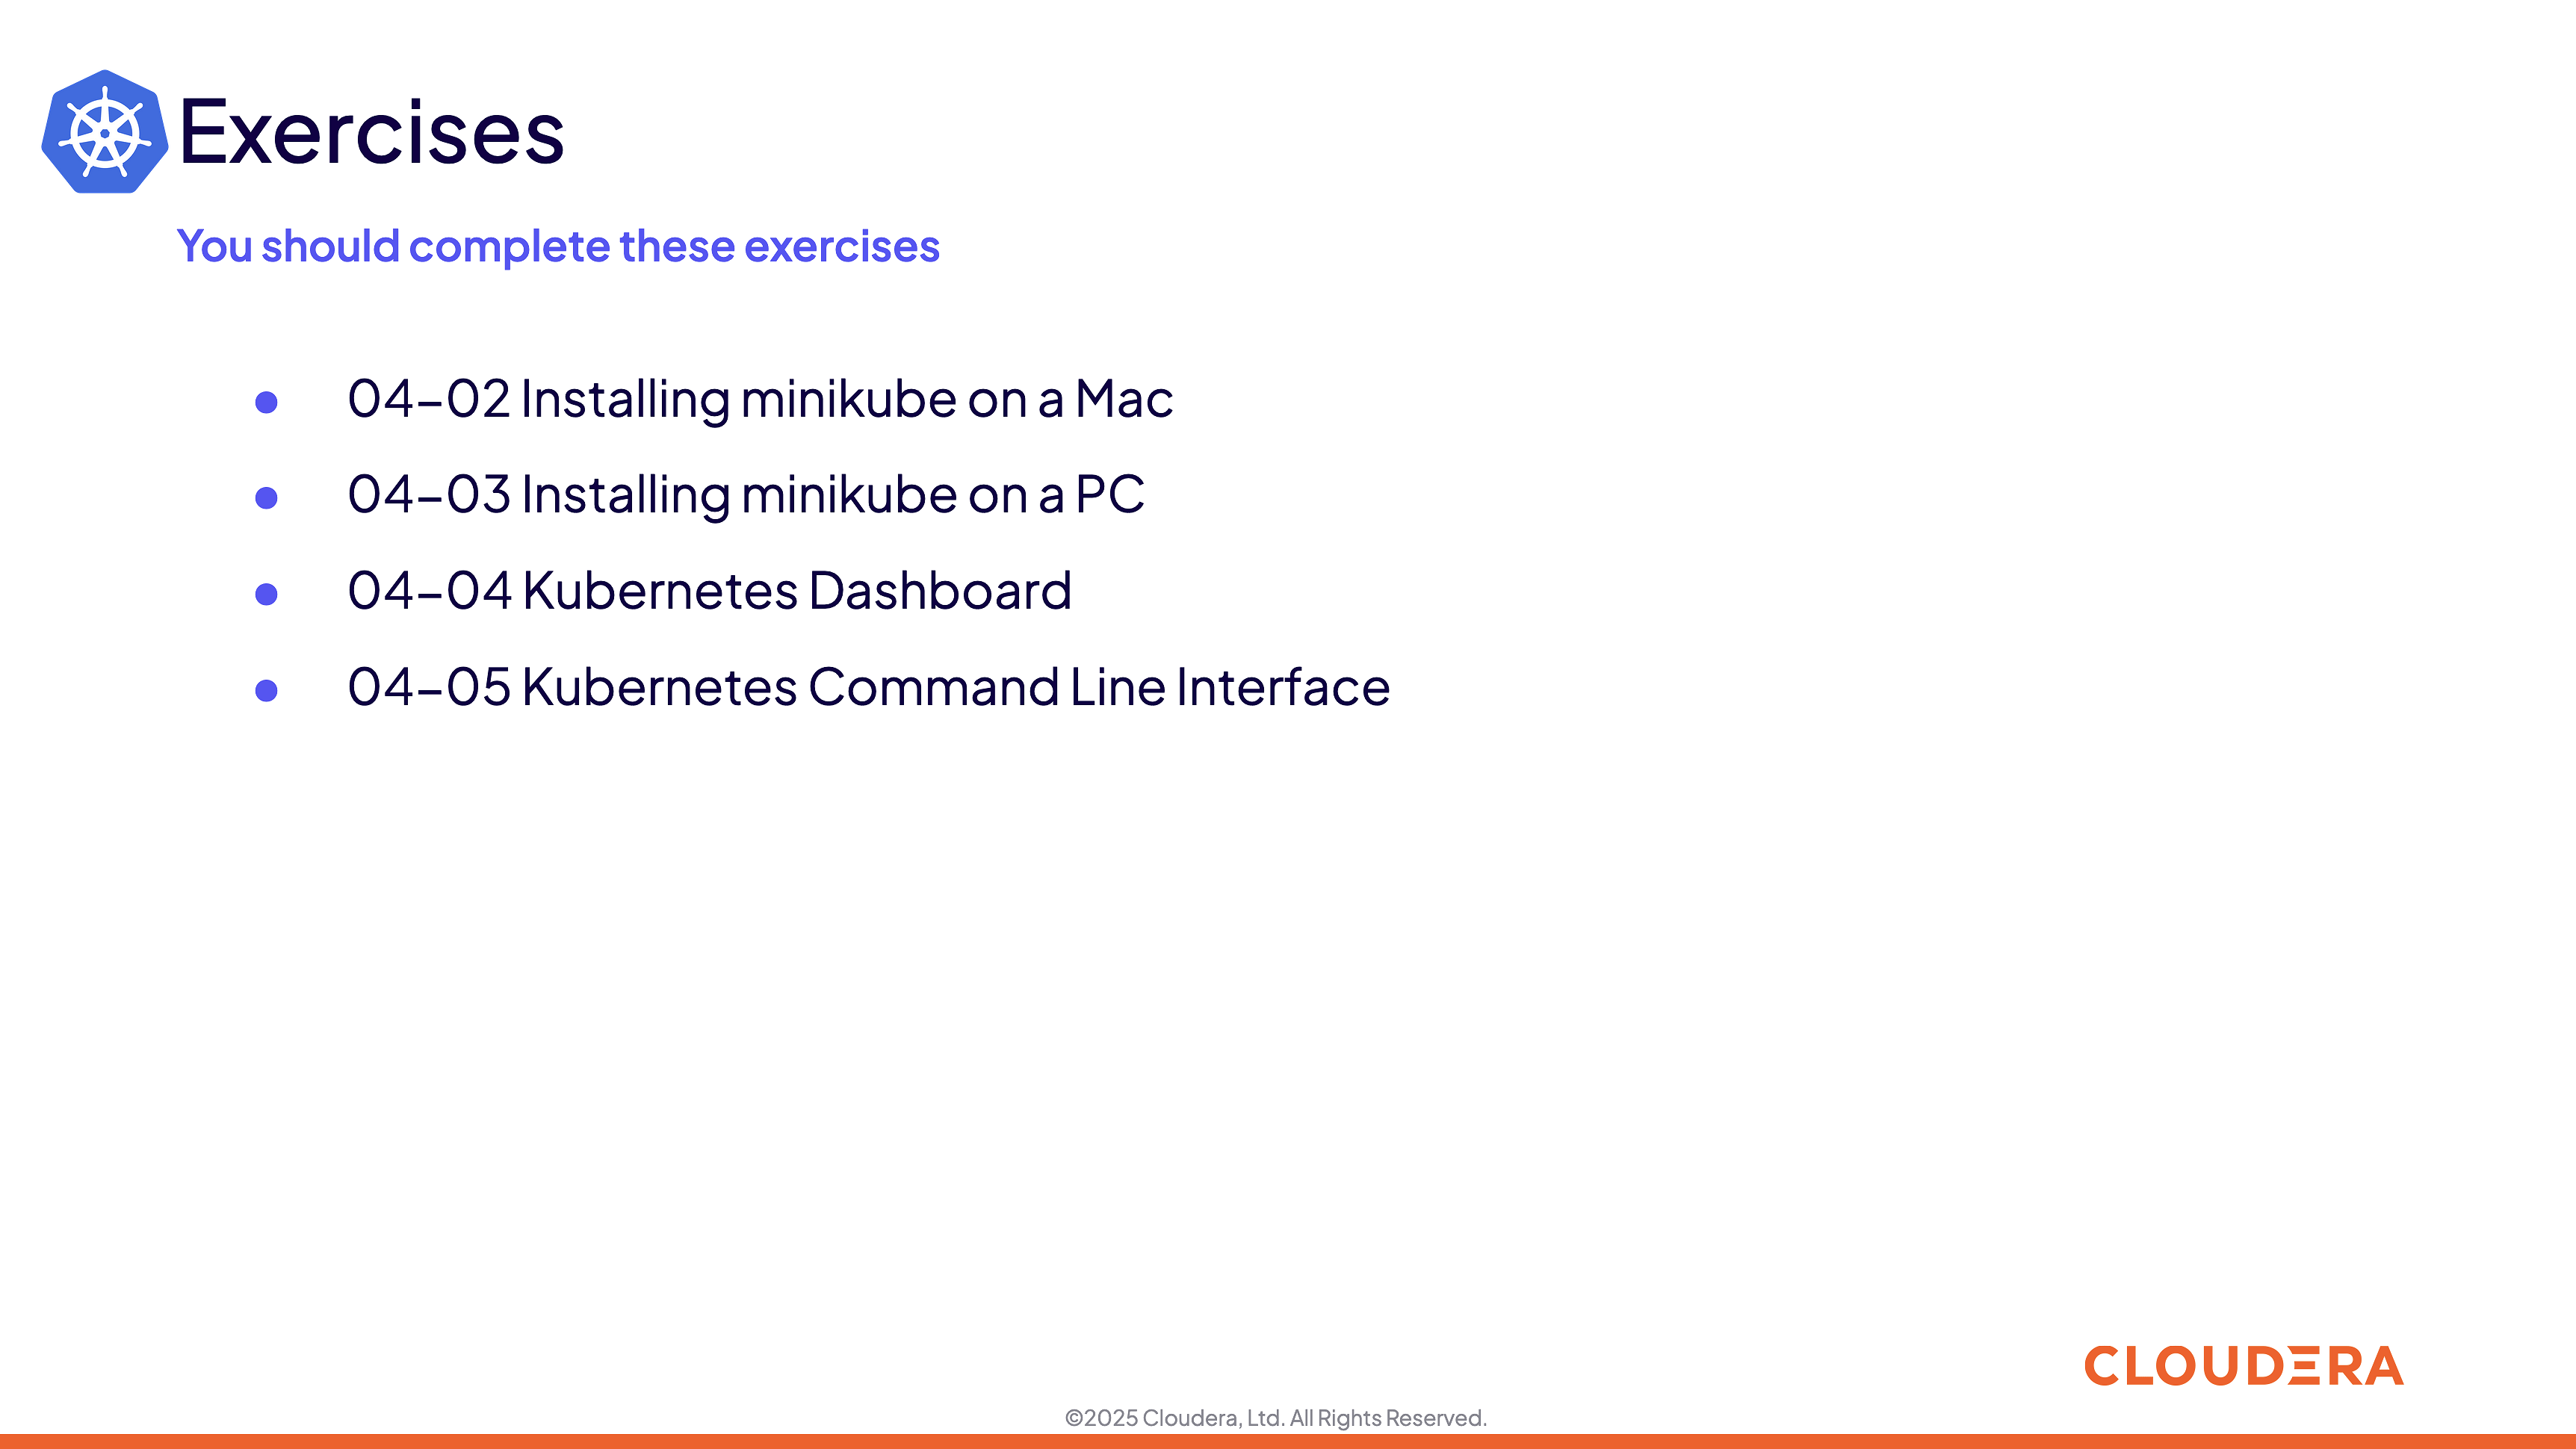 Exercises
You should complete these exercises
● 04-02 Installing minikube on a Mac
● 04-03 Installing minikube on a PC
● 04-04 Kubernetes Dashboard
● 04-05 Kubernetes Command Line Interface
CLOUDERA
©2025 Cloudera, Ltd. All Rights Reserved.